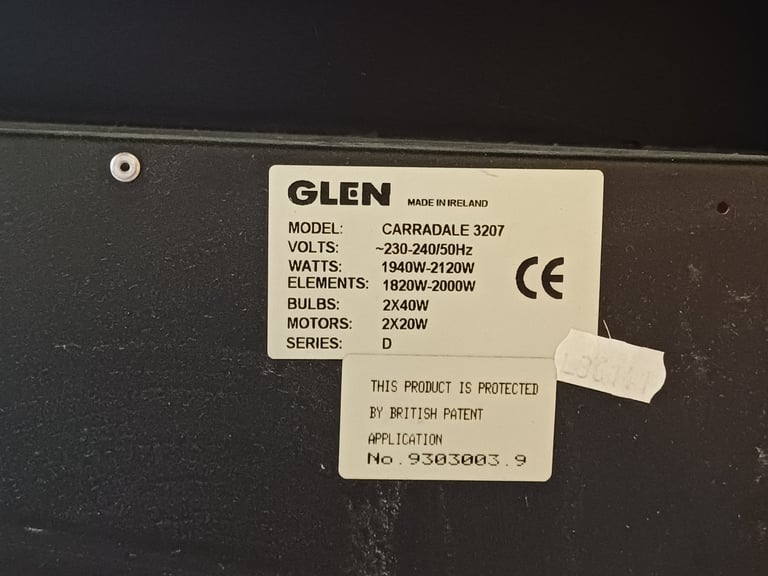 GLEN MADE IN IRELAND
MODEL: CARRADALE 3207
VOLTS: ~230-240/50Hz
WATTS: 1940W-2120W
ELEMENTS: 1820W-2000W
BULBS: 2X40W
MOTORS: 2X20W
SERIES: D
CE
THIS PRODUCT IS PROTECTED
BY BRITISH PATENT
APPLICATION
No.9303003.9